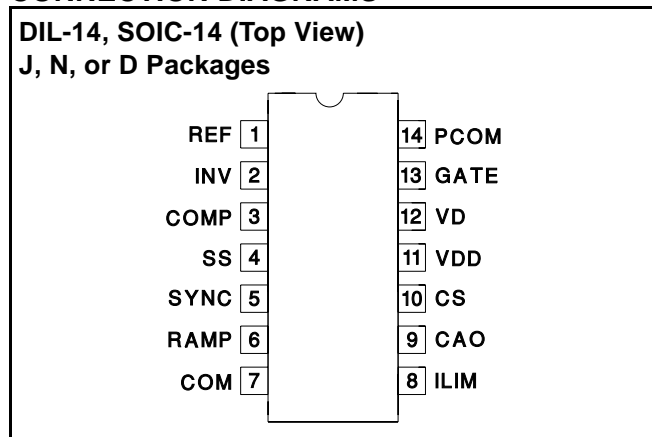 DIL-14, SOIC-14 (Top View)
J, N, or D Packages
REF 1 14 PCOM
INV 2 13 GATE
COMP 3 12 VD
SS 4 11 VDD
SYNC 5 10 CS
RAMP 6 9 CAO
COM 7 8 ILIM